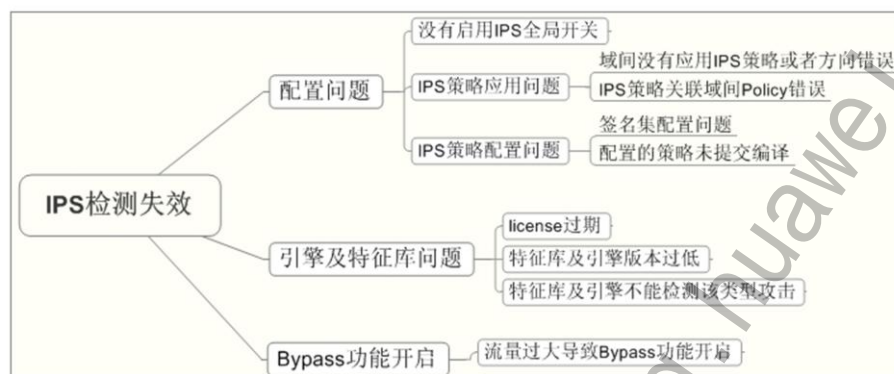 没有启用IPS全局开关
域间没有应用IPS策略或者方向错误
配置问题
IPS策略应用问题
IPS策略关联域间Policy错误
签名集配置问题
IPS策略配置问题
配置的策略未提交编译
IPS检测失效
license过期
引擎及特征库问题
特征库及引擎版本过低
特征库及引擎不能检测该类型攻击
Bypass功能开启
流量过大导致Bypass功能开启
huawe